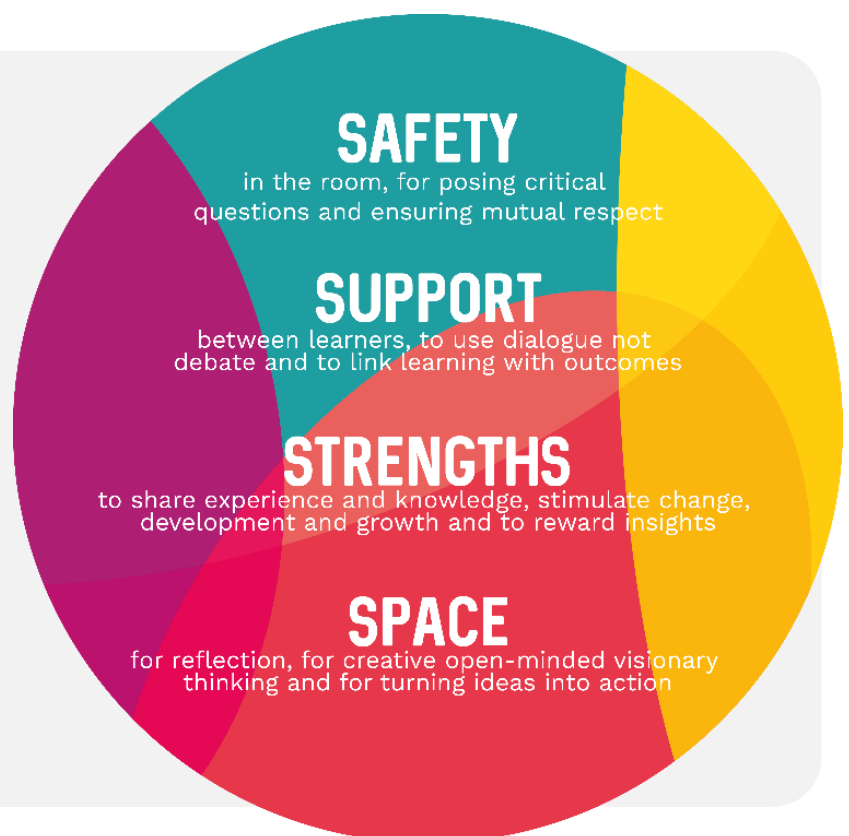 SAFETY
in the room, for posing critical
questions and ensuring mutual respect
SUPPORT
between learners, to use dialogue not
debate and to link learning with outcomes
STRENGTHS
to share experience and knowledge, stimulate change,
development and growth and to reward insights
SPACE
for reflection, for creative open-minded visionary
thinking and for turning ideas into action